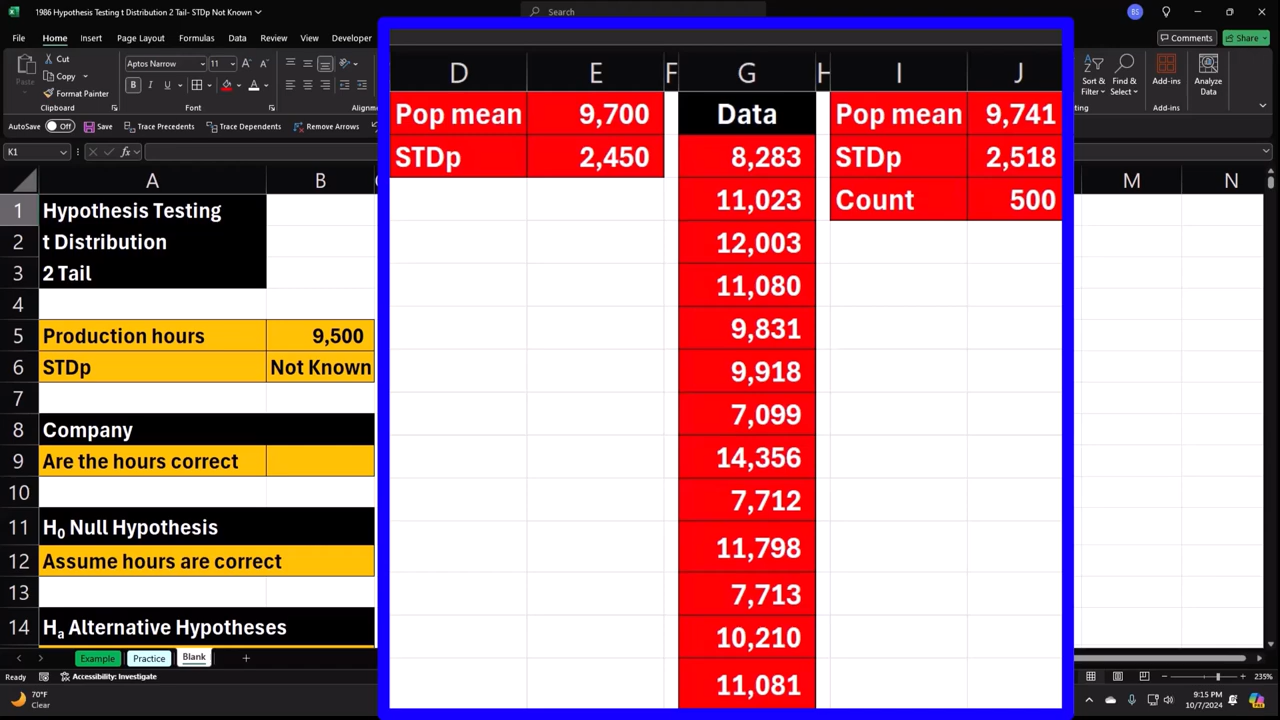 1986 Hypothesis Testing t Distribution 2 Tail- STDp Not Known
Search
BS
File Home Insert Page Layout Formulas Data Review View Developer
Comments
Share
Paste
Cut
Copy
Format Painter
Clipboard
Aptos Narrow
11
B I U
Font
Sort & Filter
Find & Select
Editing
Add-ins
Add-ins
Analyze Data
AutoSave Off
Save
Trace Precedents
Trace Dependents
Remove Arrows
K1
fx
A B
1 Hypothesis Testing
2 t Distribution
3 2 Tail
4
5 Production hours 9,500
6 STDp Not Known
7
8 Company
9 Are the hours correct
10
11 H₀ Null Hypothesis
12 Assume hours are correct
13
14 Hₐ Alternative Hypotheses
D E F G H I J
Pop mean 9,700 Data Pop mean 9,741
STDp 2,450 8,283 STDp 2,518
11,023 Count 500
12,003
11,080
9,831
9,918
7,099
14,356
7,712
11,798
7,713
10,210
11,081
M N
Example Practice Blank
Ready
Accessibility: Investigate
235%
70°F
Clear
9:15 PM
10/7/2024